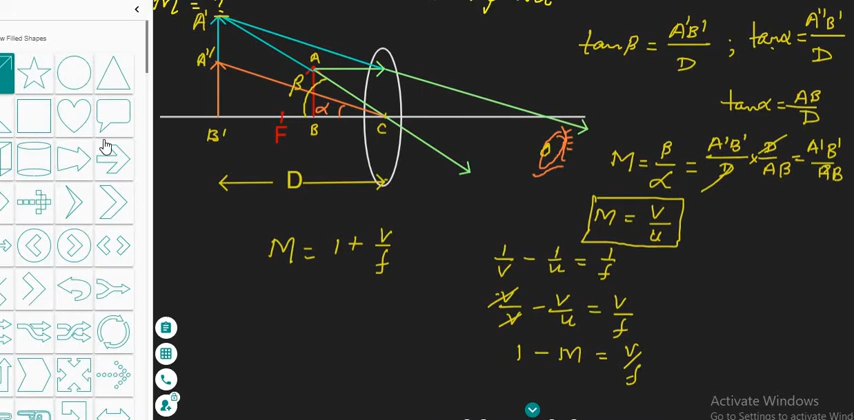 w Filled Shapes
M =
A'
A''
A
β
α
B'
F
B
C
D
tanβ = A'B'/D ; tanα = A''B'/D
tanα = AB/D
M = β/α = A'B'/D × D/AB = A'B'/AB
M = v/u
M = 1 + v/f
1/v - 1/u = 1/f
v/v - v/u = v/f
1 - M = v/f
Activate Windows
Go to Settings to activate Windows